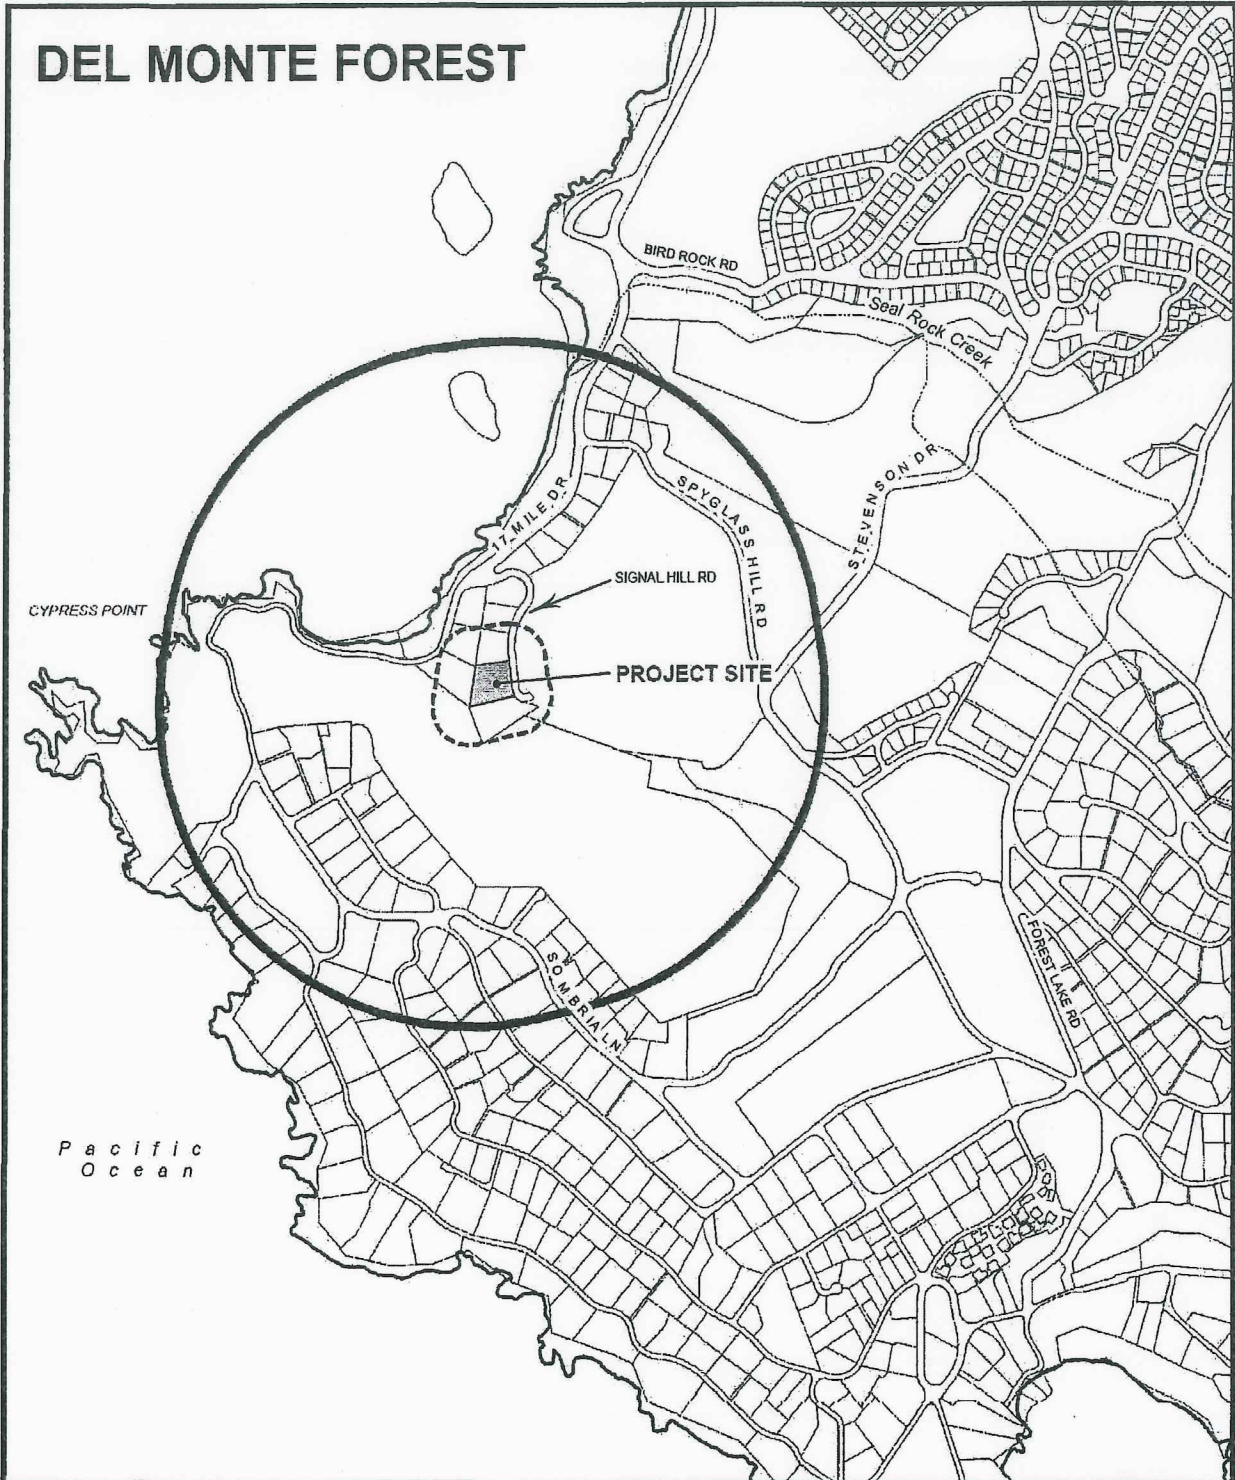 DEL MONTE FOREST
BIRD ROCK RD
Seal Rock Creek
STEVENSON DR
SPYGLASS HILL RD
17 MILE DR
SIGNAL HILL RD
CYPRESS POINT
PROJECT SITE
FOREST LAKE RD
SOMBRIA LN
Pacific
Ocean